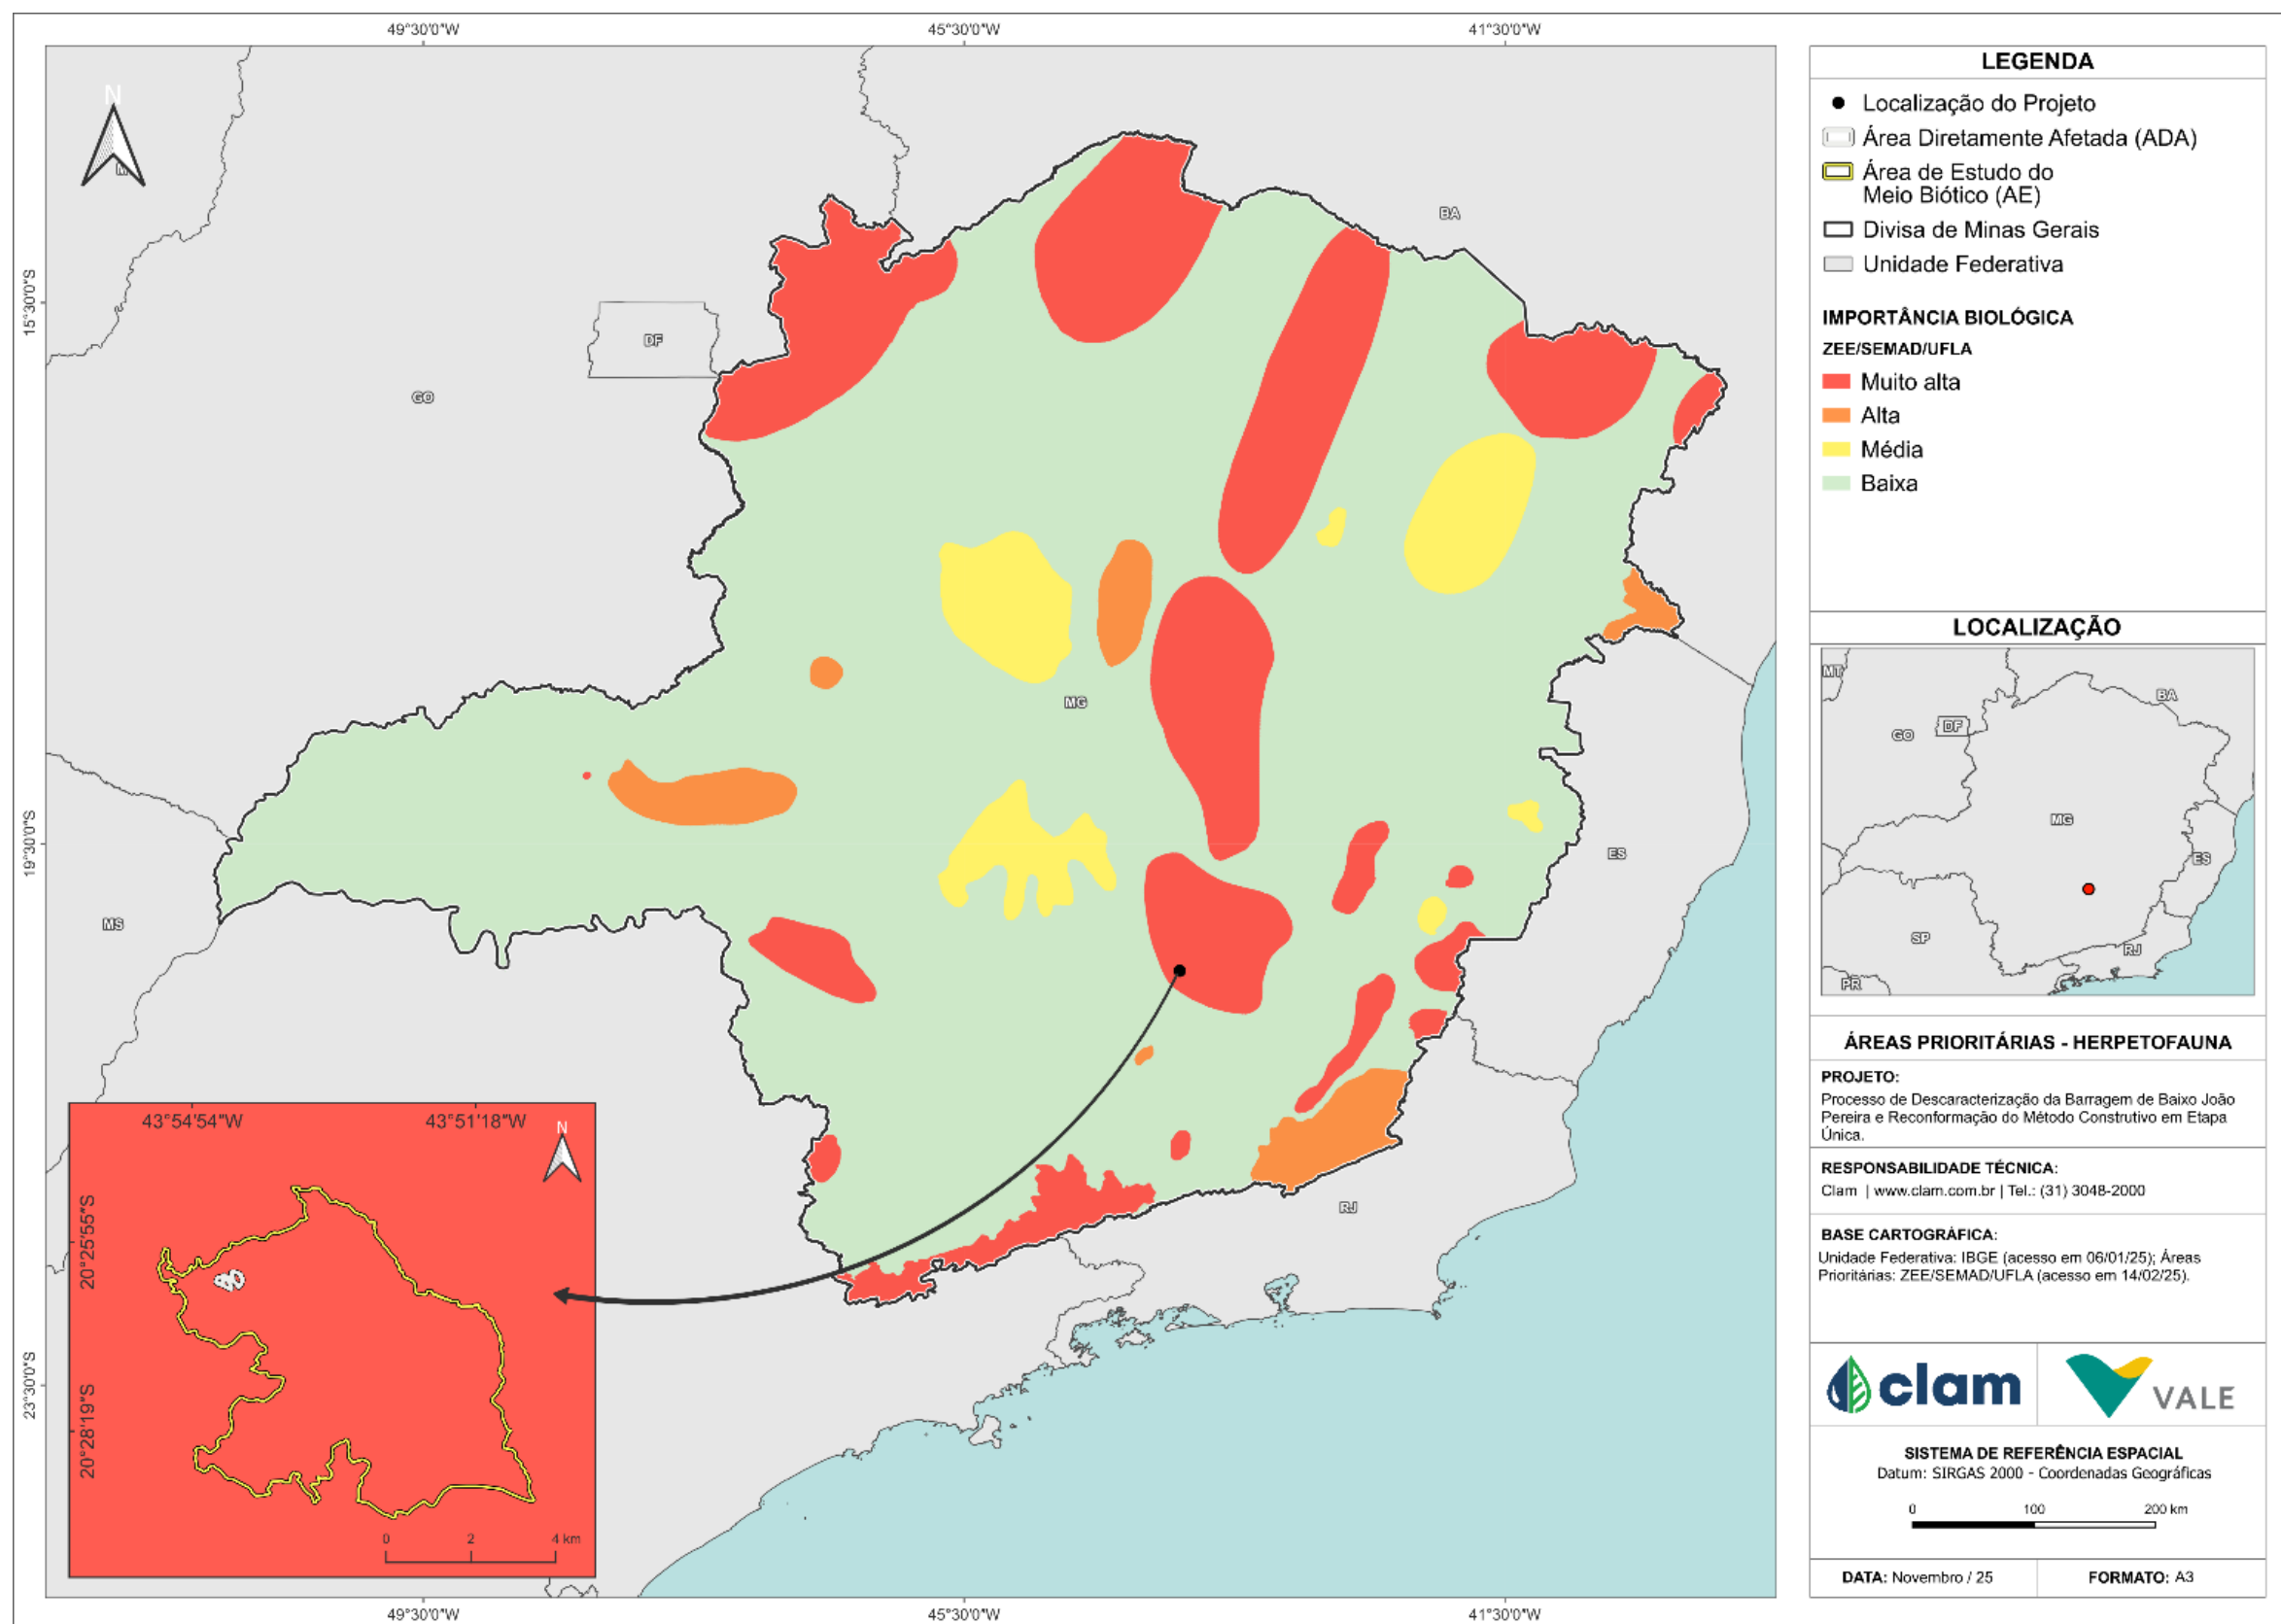 49°30'0"W
45°30'0"W
41°30'0"W
N
BA
15°30'0"S
DF
GO
MG
19°30'0"S
ES
MS
RJ
23°30'0"S
43°54'54"W
43°51'18"W
N
20°25'55"S
20°28'19"S
0 2 4 km
49°30'0"W
45°30'0"W
41°30'0"W
LEGENDA
Localização do Projeto
Área Diretamente Afetada (ADA)
Área de Estudo do
Meio Biótico (AE)
Divisa de Minas Gerais
Unidade Federativa
IMPORTÂNCIA BIOLÓGICA
ZEE/SEMAD/UFLA
Muito alta
Alta
Média
Baixa
LOCALIZAÇÃO
MT
BA
DF
GO
MG
ES
SP
RJ
PR
ÁREAS PRIORITÁRIAS - HERPETOFAUNA
PROJETO:
Processo de Descaracterização da Barragem de Baixo João
Pereira e Reconformação do Método Construtivo em Etapa
Única.
RESPONSABILIDADE TÉCNICA:
Clam | www.clam.com.br | Tel.: (31) 3048-2000
BASE CARTOGRÁFICA:
Unidade Federativa: IBGE (acesso em 06/01/25); Áreas
Prioritárias: ZEE/SEMAD/UFLA (acesso em 14/02/25).
clam
VALE
SISTEMA DE REFERÊNCIA ESPACIAL
Datum: SIRGAS 2000 - Coordenadas Geográficas
0 100 200 km
DATA: Novembro / 25
FORMATO: A3